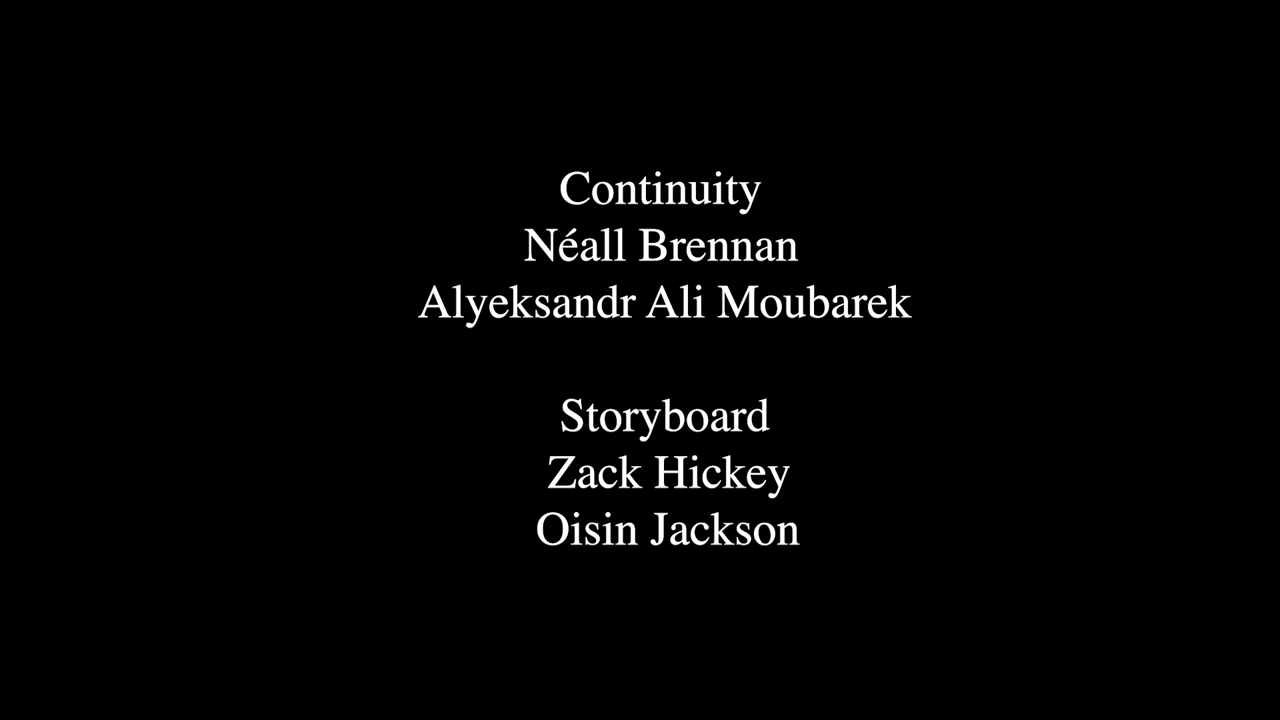 Continuity
Néall Brennan
Alyeksandr Ali Moubarek
Storyboard
Zack Hickey
Oisin Jackson